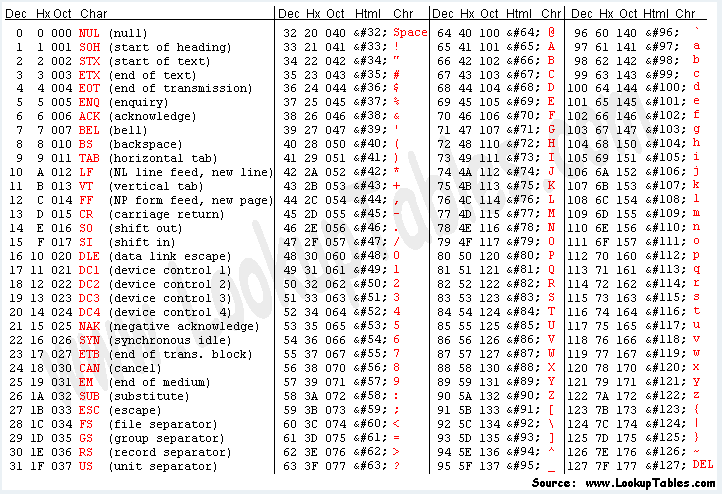 Dec Hx Oct Char Dec Hx Oct Html Chr Dec Hx Oct Html Chr Dec Hx Oct Html Chr
0 0 000 NUL (null) 32 20 040 &#32; Space 64 40 100 &#64; @ 96 60 140 &#96; `
1 1 001 SOH (start of heading) 33 21 041 &#33; ! 65 41 101 &#65; A 97 61 141 &#97; a
2 2 002 STX (start of text) 34 22 042 &#34; " 66 42 102 &#66; B 98 62 142 &#98; b
3 3 003 ETX (end of text) 35 23 043 &#35; # 67 43 103 &#67; C 99 63 143 &#99; c
4 4 004 EOT (end of transmission) 36 24 044 &#36; $ 68 44 104 &#68; D 100 64 144 &#100; d
5 5 005 ENQ (enquiry) 37 25 045 &#37; % 69 45 105 &#69; E 101 65 145 &#101; e
6 6 006 ACK (acknowledge) 38 26 046 &#38; & 70 46 106 &#70; F 102 66 146 &#102; f
7 7 007 BEL (bell) 39 27 047 &#39; ' 71 47 107 &#71; G 103 67 147 &#103; g
8 8 010 BS (backspace) 40 28 050 &#40; ( 72 48 110 &#72; H 104 68 150 &#104; h
9 9 011 TAB (horizontal tab) 41 29 051 &#41; ) 73 49 111 &#73; I 105 69 151 &#105; i
10 A 012 LF (NL line feed, new line) 42 2A 052 &#42; * 74 4A 112 &#74; J 106 6A 152 &#106; j
11 B 013 VT (vertical tab) 43 2B 053 &#43; + 75 4B 113 &#75; K 107 6B 153 &#107; k
12 C 014 FF (NP form feed, new page) 44 2C 054 &#44; , 76 4C 114 &#76; L 108 6C 154 &#108; l
13 D 015 CR (carriage return) 45 2D 055 &#45; - 77 4D 115 &#77; M 109 6D 155 &#109; m
14 E 016 SO (shift out) 46 2E 056 &#46; . 78 4E 116 &#78; N 110 6E 156 &#110; n
15 F 017 SI (shift in) 47 2F 057 &#47; / 79 4F 117 &#79; O 111 6F 157 &#111; o
16 10 020 DLE (data link escape) 48 30 060 &#48; 0 80 50 120 &#80; P 112 70 160 &#112; p
17 11 021 DC1 (device control 1) 49 31 061 &#49; 1 81 51 121 &#81; Q 113 71 161 &#113; q
18 12 022 DC2 (device control 2) 50 32 062 &#50; 2 82 52 122 &#82; R 114 72 162 &#114; r
19 13 023 DC3 (device control 3) 51 33 063 &#51; 3 83 53 123 &#83; S 115 73 163 &#115; s
20 14 024 DC4 (device control 4) 52 34 064 &#52; 4 84 54 124 &#84; T 116 74 164 &#116; t
21 15 025 NAK (negative acknowledge) 53 35 065 &#53; 5 85 55 125 &#85; U 117 75 165 &#117; u
22 16 026 SYN (synchronous idle) 54 36 066 &#54; 6 86 56 126 &#86; V 118 76 166 &#118; v
23 17 027 ETB (end of trans. block) 55 37 067 &#55; 7 87 57 127 &#87; W 119 77 167 &#119; w
24 18 030 CAN (cancel) 56 38 070 &#56; 8 88 58 130 &#88; X 120 78 170 &#120; x
25 19 031 EM (end of medium) 57 39 071 &#57; 9 89 59 131 &#89; Y 121 79 171 &#121; y
26 1A 032 SUB (substitute) 58 3A 072 &#58; : 90 5A 132 &#90; Z 122 7A 172 &#122; z
27 1B 033 ESC (escape) 59 3B 073 &#59; ; 91 5B 133 &#91; [ 123 7B 173 &#123; {
28 1C 034 FS (file separator) 60 3C 074 &#60; < 92 5C 134 &#92; \ 124 7C 174 &#124; |
29 1D 035 GS (group separator) 61 3D 075 &#61; = 93 5D 135 &#93; ] 125 7D 175 &#125; }
30 1E 036 RS (record separator) 62 3E 076 &#62; > 94 5E 136 &#94; ^ 126 7E 176 &#126; ~
31 1F 037 US (unit separator) 63 3F 077 &#63; ? 95 5F 137 &#95; _ 127 7F 177 &#127; DEL
Source: www.LookupTables.com
www.LookupTables.com